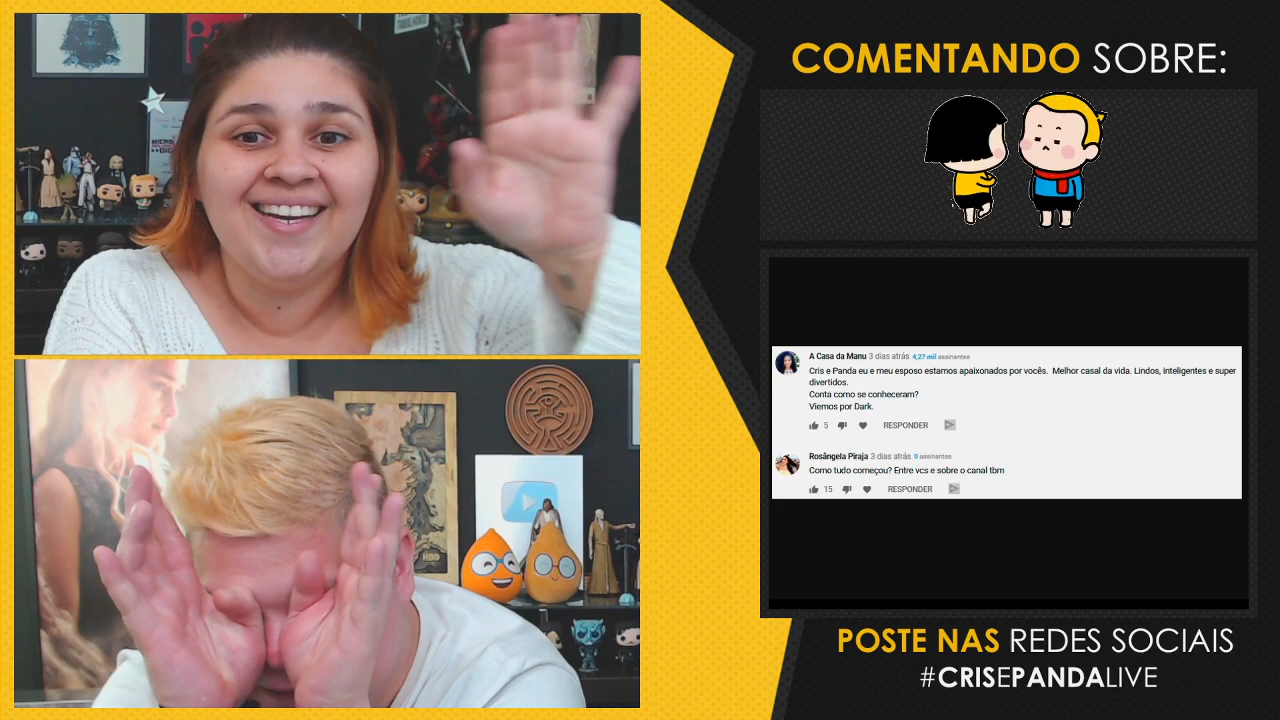 COMENTANDO SOBRE:
A Casa da Manu 3 dias atrás 4,27 mil assinantes
Cris e Panda eu e meu esposo estamos apaixonados por vocês. Melhor casal da vida. Lindos, inteligentes e super
divertidos.
Conta como se conheceram?
Viemos por Dark.
5 RESPONDER
Rosângela Piraja 3 dias atrás 0 assinantes
Como tudo começou? Entre vcs e sobre o canal tbm
15 RESPONDER
POSTE NAS REDES SOCIAIS
#CRISEPANDALIVE
HBO